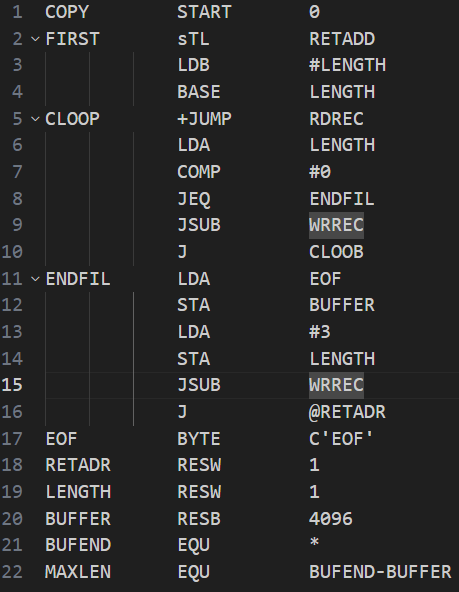 1 COPY START 0
2 FIRST sTL RETADD
3 LDB #LENGTH
4 BASE LENGTH
5 CLOOP +JUMP RDREC
6 LDA LENGTH
7 COMP #0
8 JEQ ENDFIL
9 JSUB WRREC
10 J CLOOB
11 ENDFIL LDA EOF
12 STA BUFFER
13 LDA #3
14 STA LENGTH
15 JSUB WRREC
16 J @RETADR
17 EOF BYTE C'EOF'
18 RETADR RESW 1
19 LENGTH RESW 1
20 BUFFER RESB 4096
21 BUFEND EQU *
22 MAXLEN EQU BUFEND-BUFFER